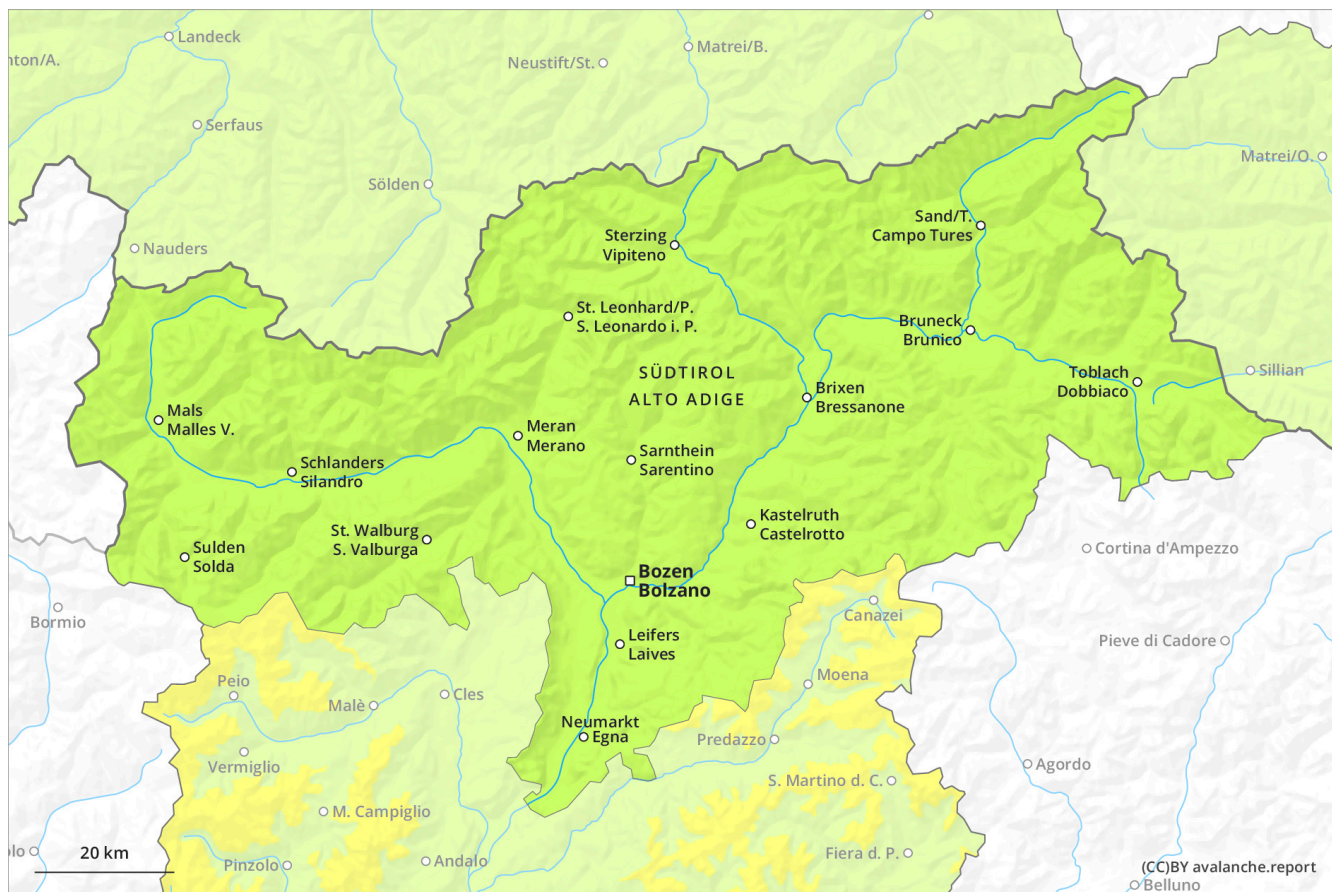 Landeck
Matrei/B.
nton/A.
Neustift/St.
Serfaus
Matrei/O.
Sölden
Sand/T.
Campo Tures
Sterzing
Vipiteno
Nauders
St. Leonhard/P.
S. Leonardo i. P.
Bruneck
Brunico
SÜDTIROL
ALTO ADIGE
Toblach
Dobbiaco
Sillian
Brixen
Bressanone
Mals
Malles V.
Meran
Merano
Sarnthein
Sarentino
Schlanders
Silandro
Kastelruth
Castelrotto
St. Walburg
S. Valburga
Sulden
Solda
Cortina d'Ampezzo
Bozen
Bolzano
Bormio
Canazei
Leifers
Laives
Pieve di Cadore
Peio
Moena
Cles
Malè
Neumarkt
Egna
Predazzo
Vermiglio
Agordo
S. Martino d. C.
M. Campiglio
20 km
olo
Pinzolo
Andalo
Fiera d. P.
(CC)BY avalanche.report
Belluno